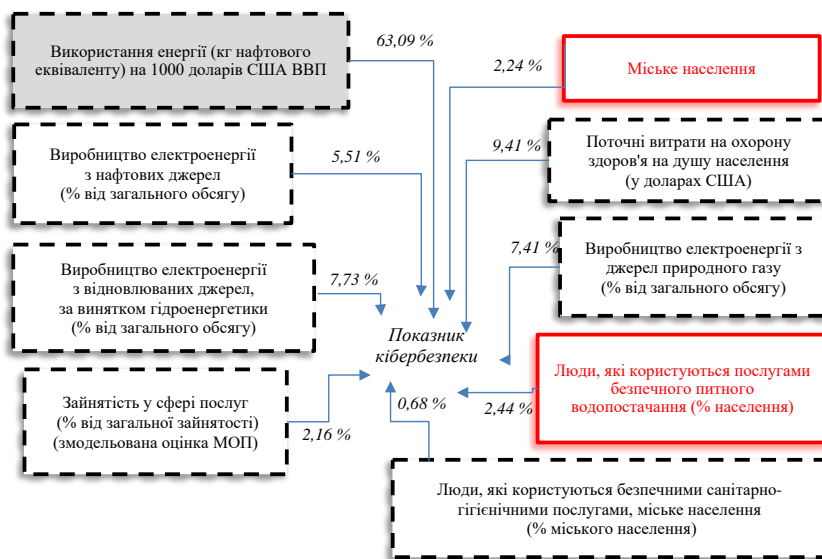 Використання енергії (кг нафтового
еквіваленту) на 1000 доларів США ВВП
63,09 %
2,24 %
Міське населення
Виробництво електроенергії
з нафтових джерел
(% від загального обсягу)
5,51 %
9,41 %
Поточні витрати на охорону
здоров'я на душу населення
(у доларах США)
Виробництво електроенергії
з відновлюваних джерел,
за винятком гідроенергетики
(% від загального обсягу)
7,73 %
7,41 %
Виробництво електроенергії з
джерел природного газу
(% від загального обсягу)
Показник
кібербезпеки
Зайнятість у сфері послуг
(% від загальної зайнятості)
(змодельована оцінка МОП)
2,16 %
0,68 %
2,44 %
Люди, які користуються послугами
безпечного питного
водопостачання (% населення)
Люди, які користуються безпечними санітарно-
гігієнічними послугами, міське населення
(% міського населення)